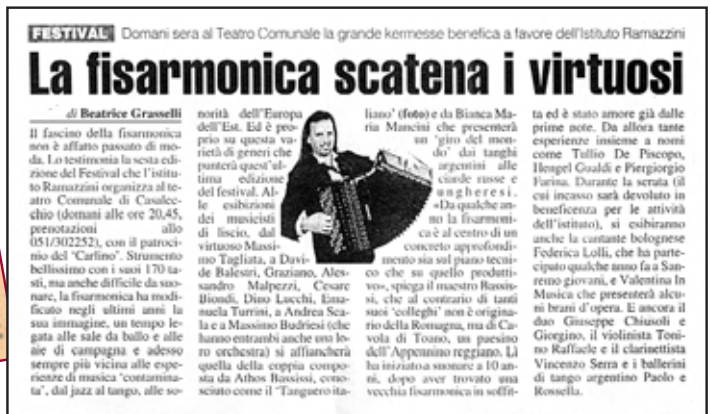 FESTIVAL Domani sera al Teatro Comunale la grande kermesse benefica a favore dell'Istituto Ramazzini
La fisarmonica scatena i virtuosi
di Beatrice Grasselli
Il fascino della fisarmonica
non è affatto passato di mo-
da. Lo testimonia la sesta edi-
zione del Festival che l'istitu-
to Ramazzini organizza al te-
atro Comunale di Casalec-
chio (domani alle ore 20,45,
prenotazioni allo
051/302252), con il patroci-
nio del 'Carlino'. Strumento
bellissimo con i suoi 170 ta-
sti, ma anche difficile da suo-
nare, la fisarmonica ha modi-
ficato negli ultimi anni la
sua immagine, un tempo le-
gata alle sale da ballo e alle
aie di campagna e adesso
sempre più vicina alle espe-
rienze di musica 'contamina-
ta', dal jazz al tango, alle so-
norità dell'Europa
dell'Est. Ed è pro-
prio su questa va-
rietà di generi che
punterà quest'ul-
tima edizione
del festival. Al-
le esibizioni
dei musicisti
di liscio, dal
virtuoso Massi-
mo Tagliata, a Davi-
de Balestri, Graziano, Ales-
sandro Malpezzi, Cesare
Biondi, Dino Lucchi, Ema-
nuela Turrini, a Andrea Sca-
la e a Massimo Budriesi (che
hanno entrambi anche una lo-
ro orchestra) si affiancherà
quella della coppia compo-
sta da Athos Bassissi, cono-
sciuto come il 'Tanguero ita-
liano' (foto) e da Bianca Ma-
ria Mancini che presenterà
un 'giro del mon-
do' dai tanghi
argentini alle
ciarde russe e
ungheresi.
«Da qualche an-
no la fisarmoni-
ca è al centro di un
concreto approfondi-
mento sia sul piano tecni-
co che su quello produtti-
vo», spiega il maestro Bassis-
si, che al contrario di tanti
suoi 'colleghi' non è origina-
rio della Romagna, ma di Ca-
vola di Toano, un paesino
dell'Appennino reggiano. Là
ha iniziato a suonare a 10 an-
ni, dopo aver trovato una
vecchia fisarmonica in soffit-
ta ed è stato amore già dalle
prime note. Da allora tante
esperienze insieme a nomi
come Tullio De Piscopo,
Hengel Gualdi e Piergiorgio
Farina. Durante la serata (il
cui incasso sarà devoluto in
beneficenza per le attività
dell'istituto), si esibiranno
anche la cantante bolognese
Federica Lolli, che ha parte-
cipato qualche anno fa a San-
remo giovani, e Valentina In
Musica che presenterà alcu-
ni brani d'opera. E ancora il
duo Giuseppe Chiusoli e
Giorgino, il violinista Toni-
no Raffaele e il clarinettista
Vincenzo Serra e i ballerini
di tango argentino Paolo e
Rossella.